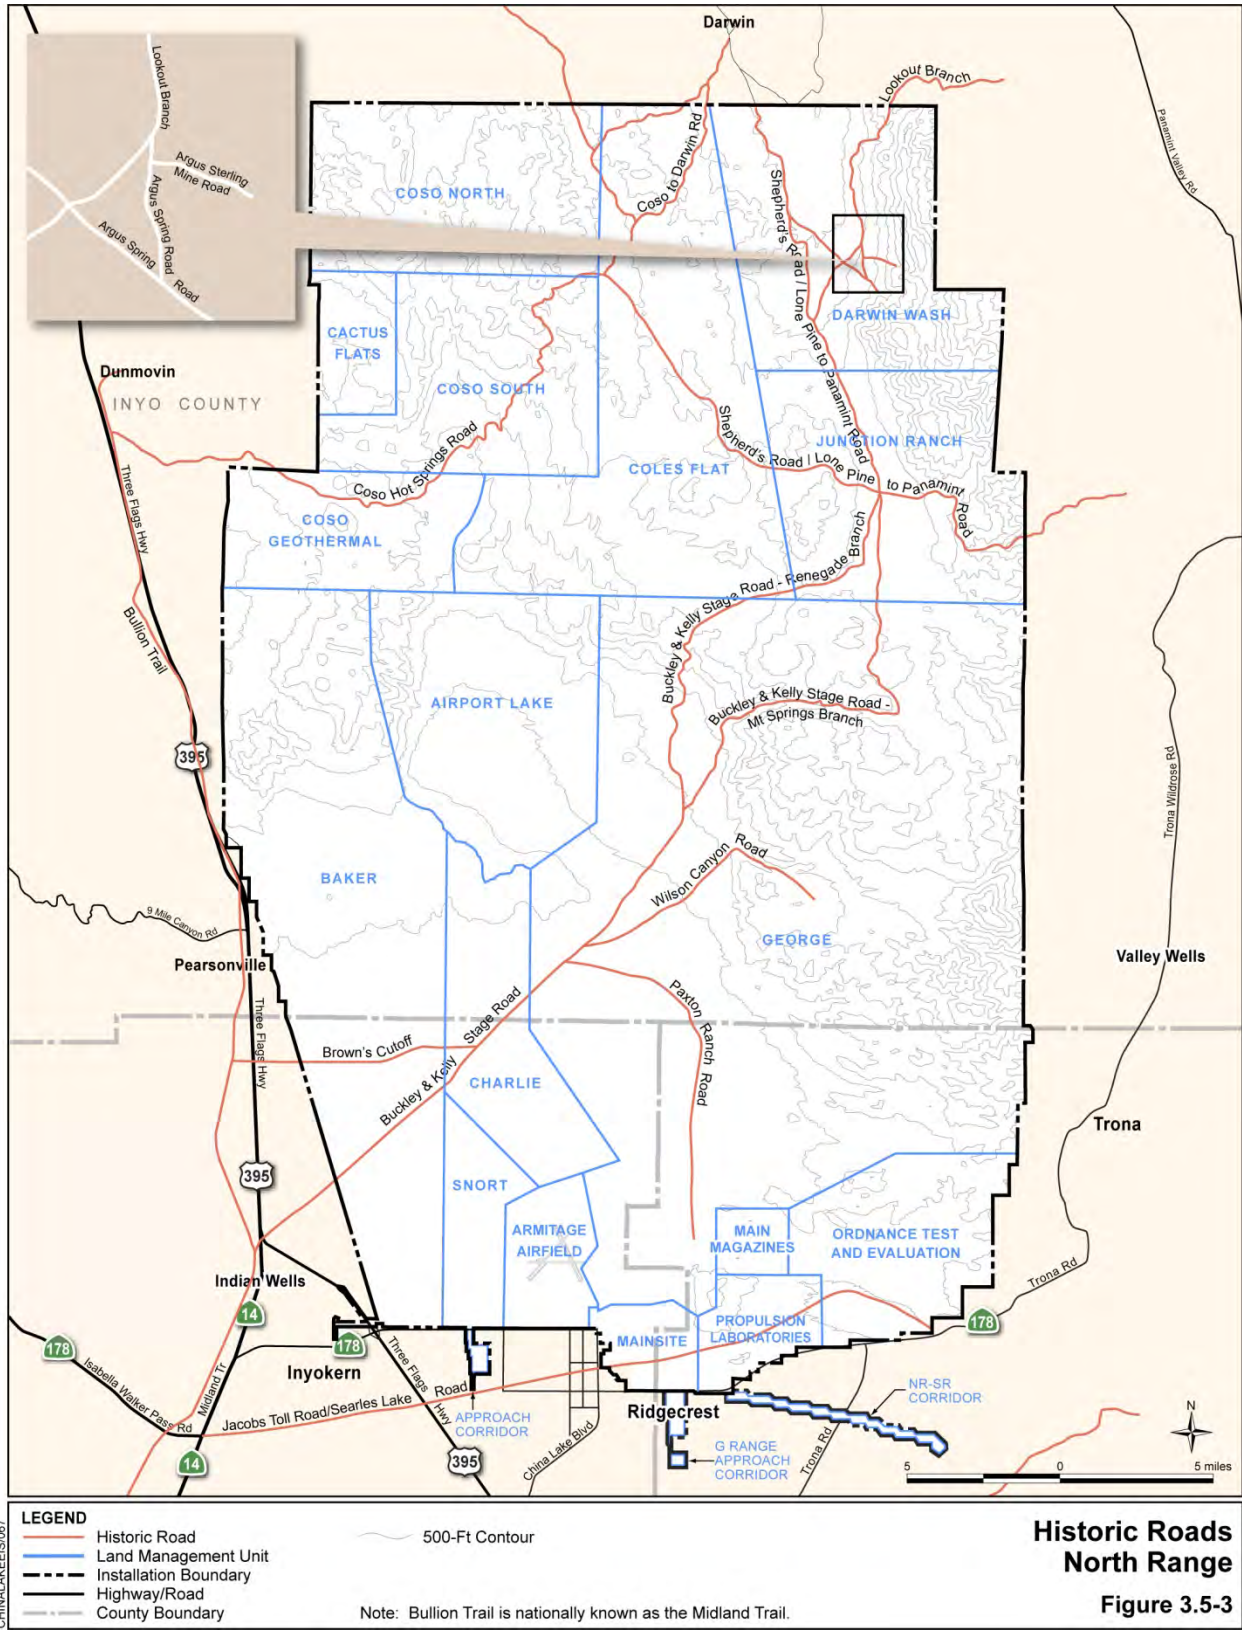 Darwin
Lookout Branch
Panamint Valley Rd
Lookout Branch
Argus Sterling
Mine Road
Argus Spring Road
Argus Spring
Road
COSO NORTH
Coso to Darwin Rd
Shepherd's Road / Lone Pine to Panamint Road
DARWIN WASH
CACTUS
FLATS
Dunmovin
INYO COUNTY
COSO SOUTH
Three Flags Hwy
Coso Hot Springs Road
Shepherd's Road / Lone Pine to Panamint
Road
JUNCTION RANCH
COLES FLAT
COSO
GEOTHERMAL
Buckley & Kelly Stage Road - Renegade Branch
Bullion Trail
AIRPORT LAKE
Buckley & Kelly Stage Road -
Mt Springs Branch
395
Trona Wildrose Rd
BAKER
Wilson Canyon Road
9 Mile Canyon Rd
GEORGE
Pearsonville
Valley Wells
Three Flags Hwy
Paxton Ranch Road
Brown's Cutoff
Buckley & Kelly Stage Road
CHARLIE
Trona
395
SNORT
ARMITAGE
AIRFIELD
MAIN
MAGAZINES
ORDNANCE TEST
AND EVALUATION
Indian Wells
Trona Rd
14
178
PROPULSION
LABORATORIES
MAINSITE
178
178
Inyokern
Three Flags Hwy
Isabella Walker Pass Rd
Midland Tr
Jacobs Toll Road/Searles Lake Road
APPROACH
CORRIDOR
Ridgecrest
NR-SR
CORRIDOR
China Lake Blvd
G RANGE
APPROACH
CORRIDOR
Trona Rd
14
395
N
5 0 5 miles
LEGEND
Historic Road
Land Management Unit
Installation Boundary
Highway/Road
County Boundary
500-Ft Contour
Note: Bullion Trail is nationally known as the Midland Trail.
Historic Roads
North Range
Figure 3.5-3